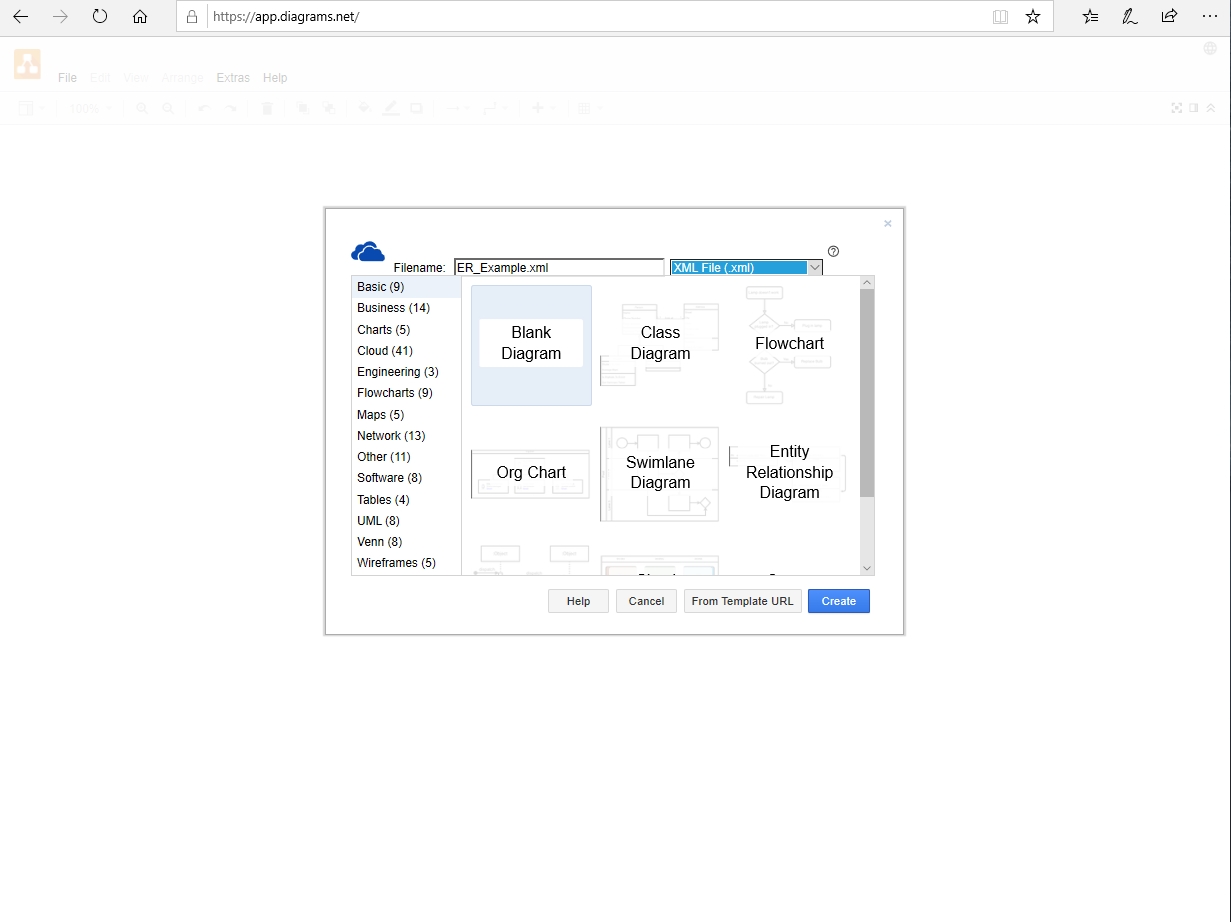 https://app.diagrams.net/
File Edit View Arrange Extras Help
100%
Filename: ER_Example.xml XML File (.xml)
Basic (9)
Business (14)
Charts (5)
Cloud (41)
Engineering (3)
Flowcharts (9)
Maps (5)
Network (13)
Other (11)
Software (8)
Tables (4)
UML (8)
Venn (8)
Wireframes (5)
Blank
Diagram
Class
Diagram
Flowchart
Org Chart
Swimlane
Diagram
Entity
Relationship
Diagram
Help Cancel From Template URL Create